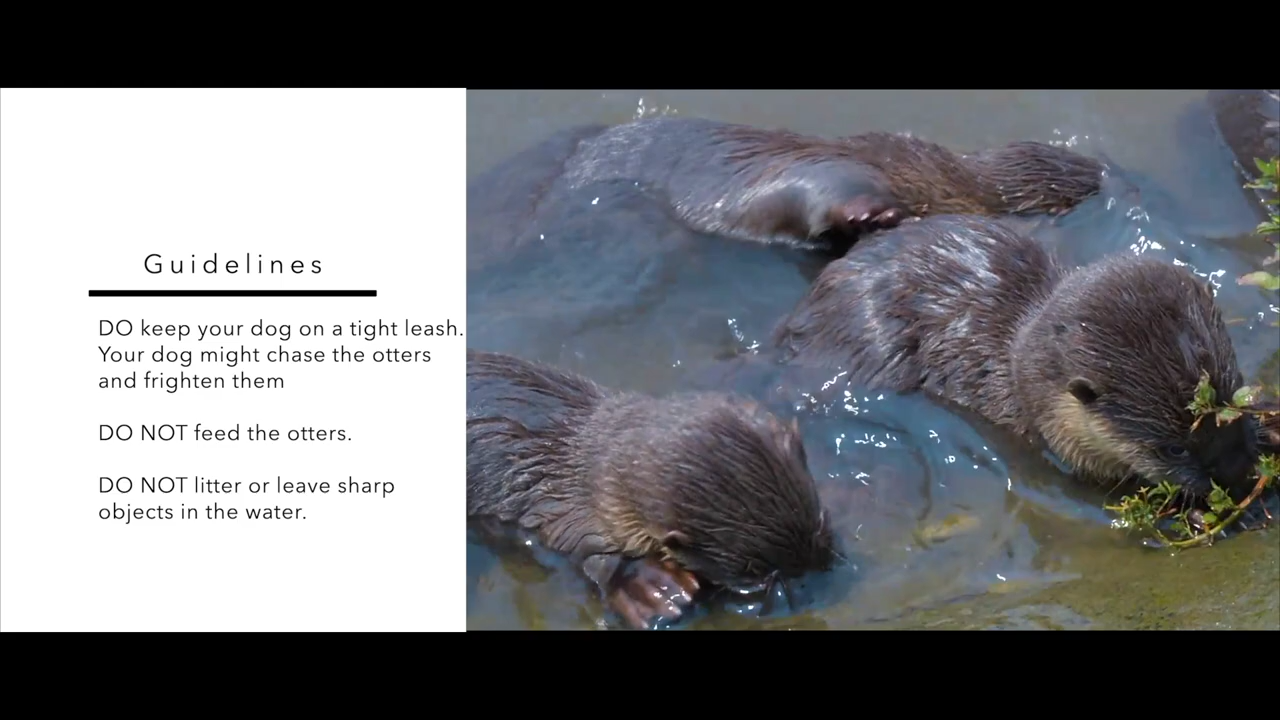 Guidelines
DO keep your dog on a tight leash.
Your dog might chase the otters
and frighten them
DO NOT feed the otters.
DO NOT litter or leave sharp
objects in the water.